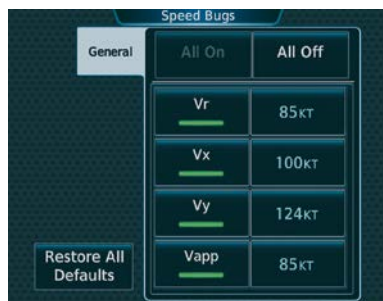 Speed Bugs
General
All On
All Off
Vr
85KT
Vx
100KT
Vy
124KT
Vapp
85KT
Restore All
Defaults